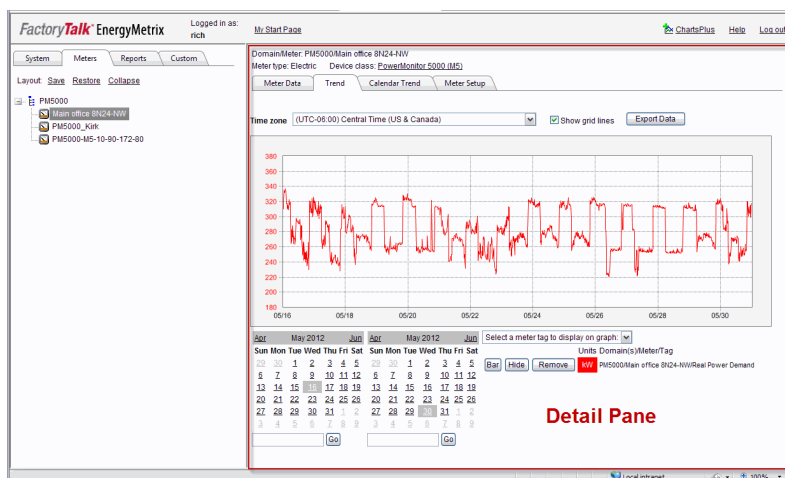 FactoryTalk® EnergyMetrix
Logged in as:
rich
My Start Page
ChartsPlus Help Log out
System Meters Reports Custom
Layout: Save Restore Collapse
PM5000
Main office 8N24-NW
PM5000_Kirk
PM5000-M5-10-90-172-80
Domain/Meter: PM5000/Main office 8N24-NW
Meter type: Electric Device class: PowerMonitor 5000 (M5)
Meter Data Trend Calendar Trend Meter Setup
Time zone (UTC-06:00) Central Time (US & Canada) Show grid lines Export Data
380
360
340
320
300
280
260
240
220
200
180
05/16 05/18 05/20 05/22 05/24 05/26 05/28 05/30
Apr May 2012 Jun
Sun Mon Tue Wed Thu Fri Sat
29 30 1 2 3 4 5
6 7 8 9 10 11 12
13 14 15 16 17 18 19
20 21 22 23 24 25 26
27 28 29 30 31 1 2
3 4 5 6 7 8 9
Go
Apr May 2012 Jun
Sun Mon Tue Wed Thu Fri Sat
29 30 1 2 3 4 5
6 7 8 9 10 11 12
13 14 15 16 17 18 19
20 21 22 23 24 25 26
27 28 29 30 31 1 2
3 4 5 6 7 8 9
Go
Select a meter tag to display on graph:
Units Domain(s)/Meter/Tag
Bar Hide Remove kW PM5000/Main office 8N24-NW/Real Power Demand
Detail Pane
Local intranet 100%